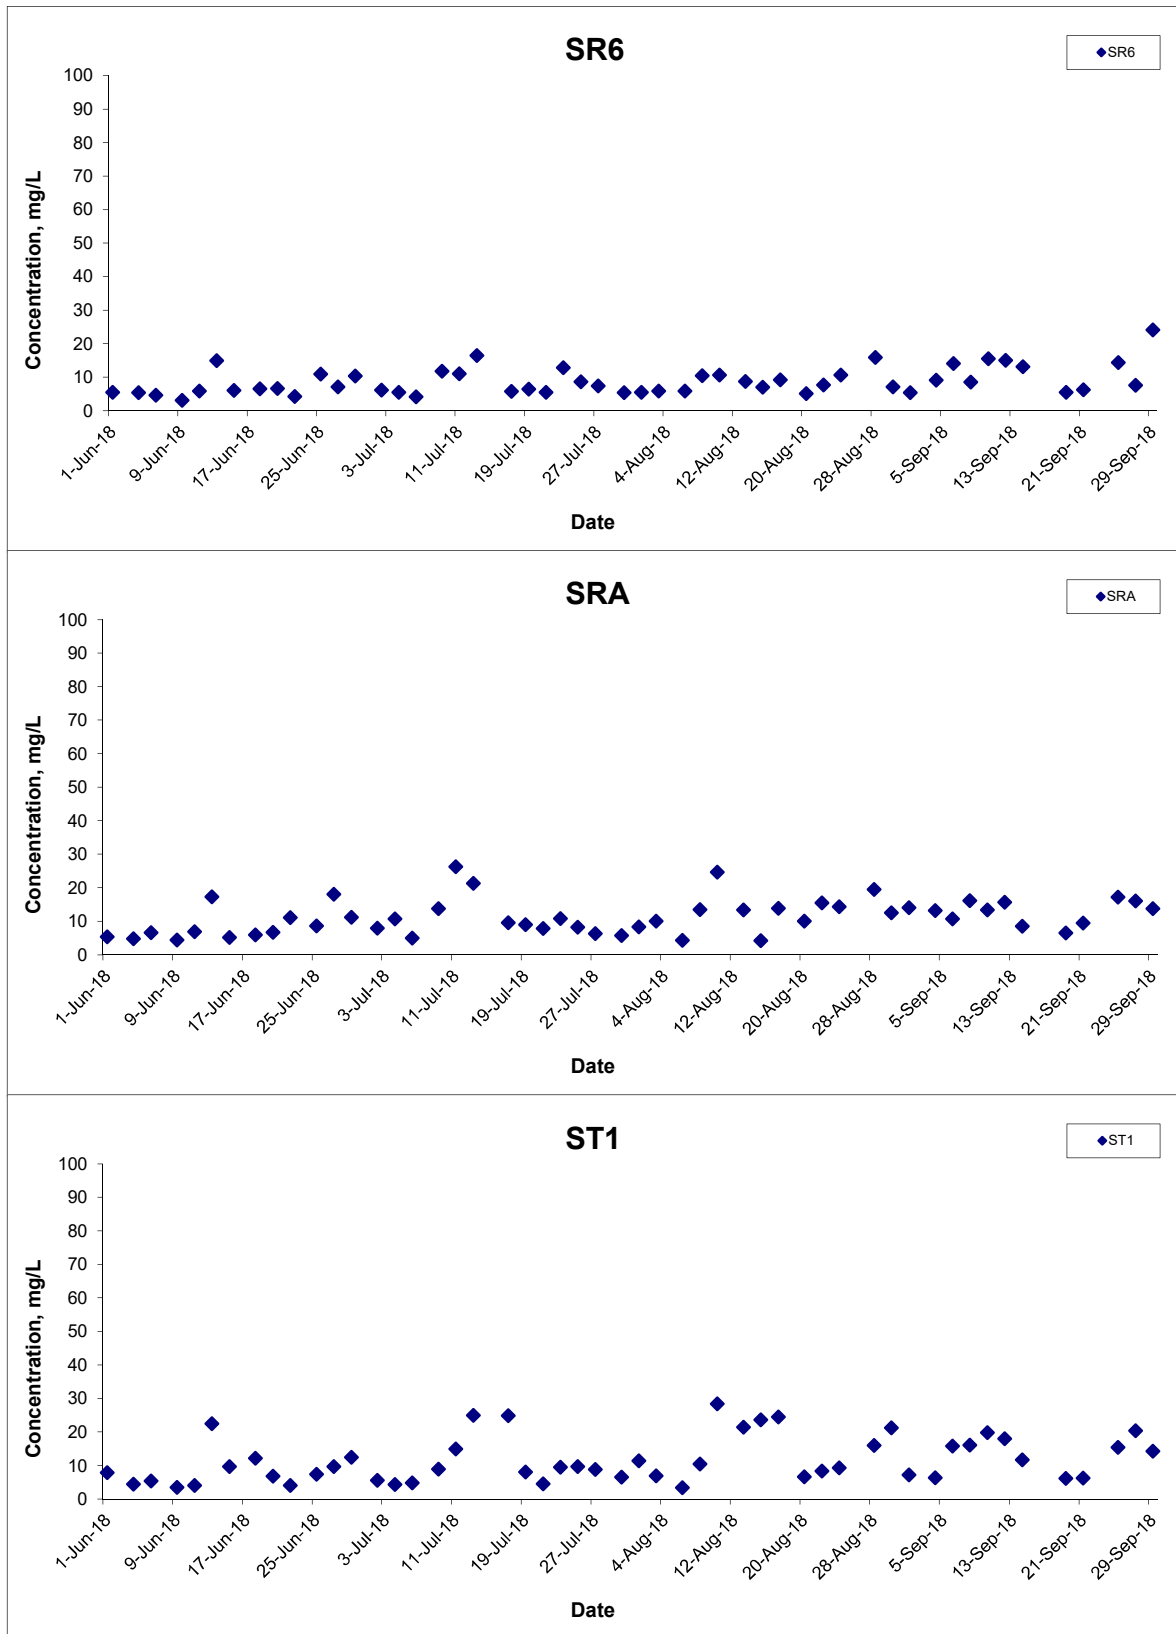 SR6
SR6
Concentration, mg/L
100
90
80
70
60
50
40
30
20
10
0
1-Jun-18
9-Jun-18
17-Jun-18
25-Jun-18
3-Jul-18
11-Jul-18
19-Jul-18
27-Jul-18
4-Aug-18
12-Aug-18
20-Aug-18
28-Aug-18
5-Sep-18
13-Sep-18
21-Sep-18
29-Sep-18
Date
SRA
SRA
Concentration, mg/L
100
90
80
70
60
50
40
30
20
10
0
1-Jun-18
9-Jun-18
17-Jun-18
25-Jun-18
3-Jul-18
11-Jul-18
19-Jul-18
27-Jul-18
4-Aug-18
12-Aug-18
20-Aug-18
28-Aug-18
5-Sep-18
13-Sep-18
21-Sep-18
29-Sep-18
Date
ST1
ST1
Concentration, mg/L
100
90
80
70
60
50
40
30
20
10
0
1-Jun-18
9-Jun-18
17-Jun-18
25-Jun-18
3-Jul-18
11-Jul-18
19-Jul-18
27-Jul-18
4-Aug-18
12-Aug-18
20-Aug-18
28-Aug-18
5-Sep-18
13-Sep-18
21-Sep-18
29-Sep-18
Date